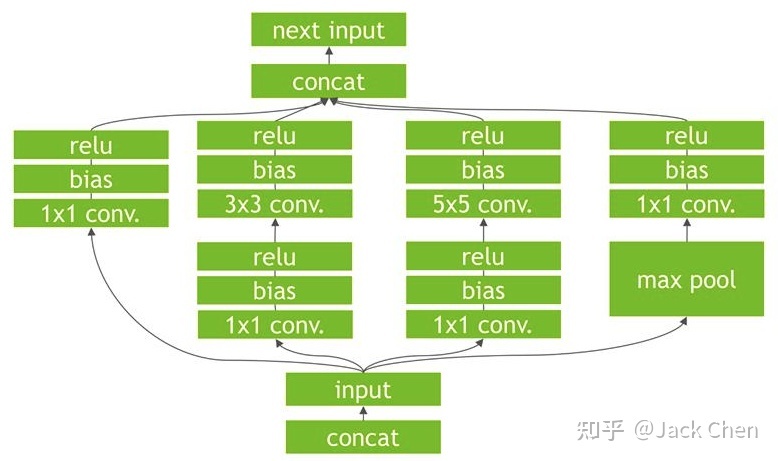 next input
concat
relu
bias
1x1 conv.
relu
bias
3x3 conv.
relu
bias
1x1 conv.
relu
bias
5x5 conv.
relu
bias
1x1 conv.
relu
bias
1x1 conv.
max pool
input
concat
知乎 @Jack Chen